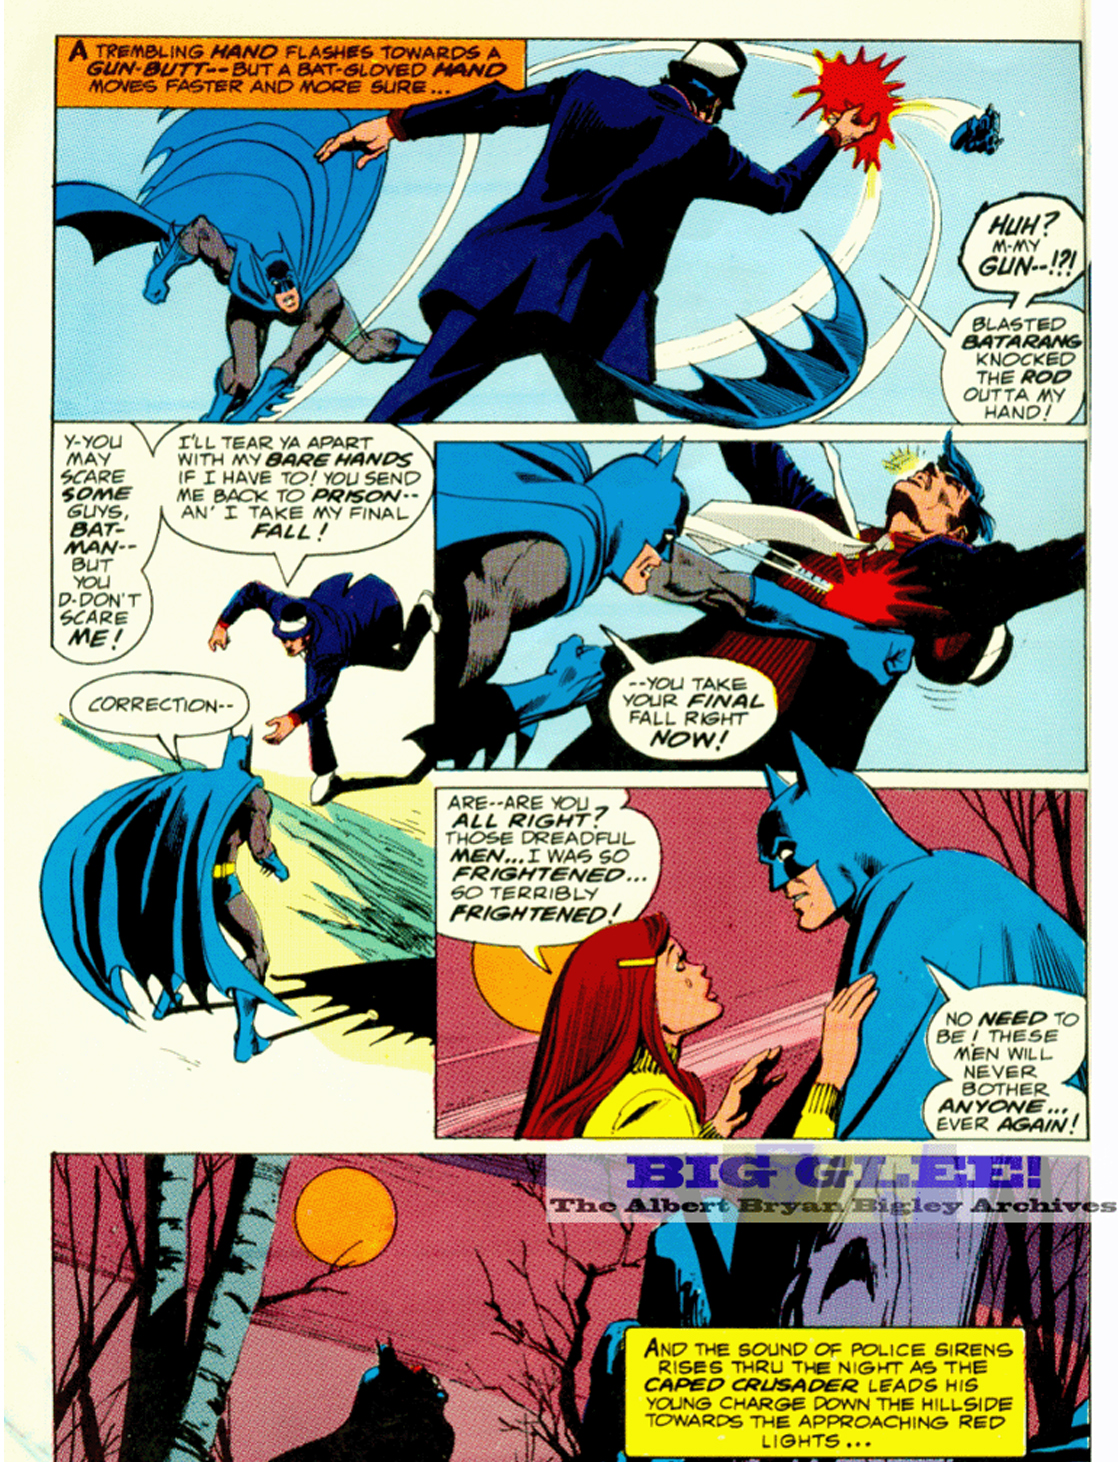 A TREMBLING HAND FLASHES TOWARDS A
GUN-BUTT--BUT A BAT-GLOVED HAND
MOVES FASTER AND MORE SURE...
HUH?
M-MY
GUN--!?!
BLASTED
BATARANG
KNOCKED
THE ROD
OUTTA MY
HAND!
Y-YOU
MAY
SCARE
SOME
GUYS,
BAT-
MAN--
BUT
YOU
D-DON'T
SCARE
ME!
I'LL TEAR YA APART
WITH MY BARE HANDS
IF I HAVE TO! YOU SEND
ME BACK TO PRISON--
AN' I TAKE MY FINAL
FALL!
CORRECTION--
--YOU TAKE
YOUR FINAL
FALL RIGHT
NOW!
ARE--ARE YOU
ALL RIGHT?
THOSE DREADFUL
MEN... I WAS SO
FRIGHTENED...
SO TERRIBLY
FRIGHTENED!
NO NEED TO
BE! THESE
MEN WILL
NEVER
BOTHER
ANYONE...
EVER AGAIN!
BIG GLEE!
The Albert Bryan Bigley Archives
AND THE SOUND OF POLICE SIRENS
RISES THRU THE NIGHT AS THE
CAPED CRUSADER LEADS HIS
YOUNG CHARGE DOWN THE HILLSIDE
TOWARDS THE APPROACHING RED
LIGHTS...